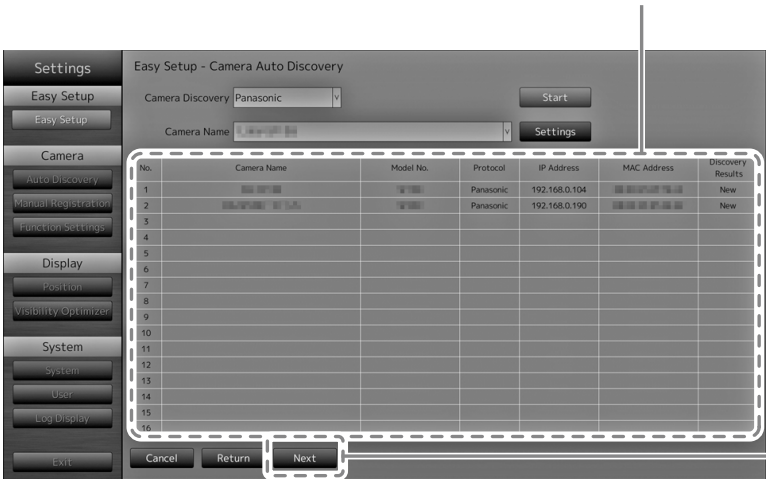 Settings
Easy Setup
Easy Setup
Camera
Auto Discovery
Manual Registration
Function Settings
Display
Position
Visibility Optimizer
System
System
User
Log Display
Exit
Easy Setup - Camera Auto Discovery
Camera Discovery Panasonic Start
Camera Name Settings
No. Camera Name Model No. Protocol IP Address MAC Address Discovery Results
1 Panasonic 192.168.0.104 New
2 Panasonic 192.168.0.190 New
3
4
5
6
7
8
9
10
11
12
13
14
15
16
Cancel Return Next